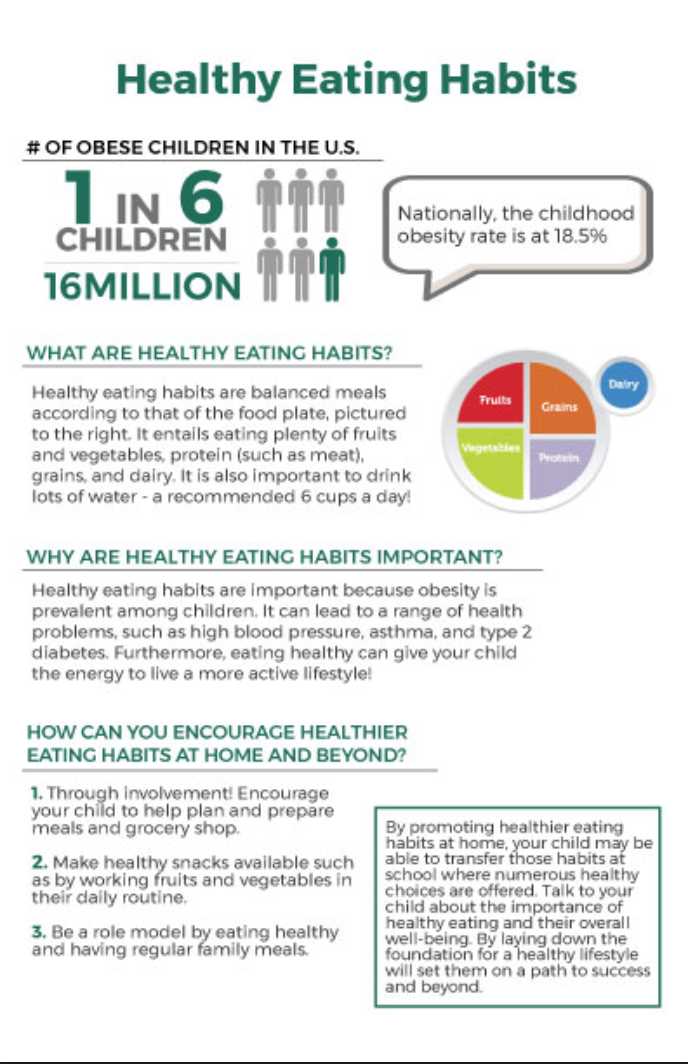 Healthy Eating Habits
# OF OBESE CHILDREN IN THE U.S.
1 IN 6
CHILDREN
16MILLION
Nationally, the childhood
obesity rate is at 18.5%
WHAT ARE HEALTHY EATING HABITS?
Healthy eating habits are balanced meals
according to that of the food plate, pictured
to the right. It entails eating plenty of fruits
and vegetables, protein (such as meat),
grains, and dairy. It is also important to drink
lots of water - a recommended 6 cups a day!
Dairy
Fruits
Grains
Vegetables
Protein
WHY ARE HEALTHY EATING HABITS IMPORTANT?
Healthy eating habits are important because obesity is
prevalent among children. It can lead to a range of health
problems, such as high blood pressure, asthma, and type 2
diabetes. Furthermore, eating healthy can give your child
the energy to live a more active lifestyle!
HOW CAN YOU ENCOURAGE HEALTHIER
EATING HABITS AT HOME AND BEYOND?
1. Through involvement! Encourage
your child to help plan and prepare
meals and grocery shop.
2. Make healthy snacks available such
as by working fruits and vegetables in
their daily routine.
3. Be a role model by eating healthy
and having regular family meals.
By promoting healthier eating
habits at home, your child may be
able to transfer those habits at
school where numerous healthy
choices are offered. Talk to your
child about the importance of
healthy eating and their overall
well-being. By laying down the
foundation for a healthy lifestyle
will set them on a path to success
and beyond.